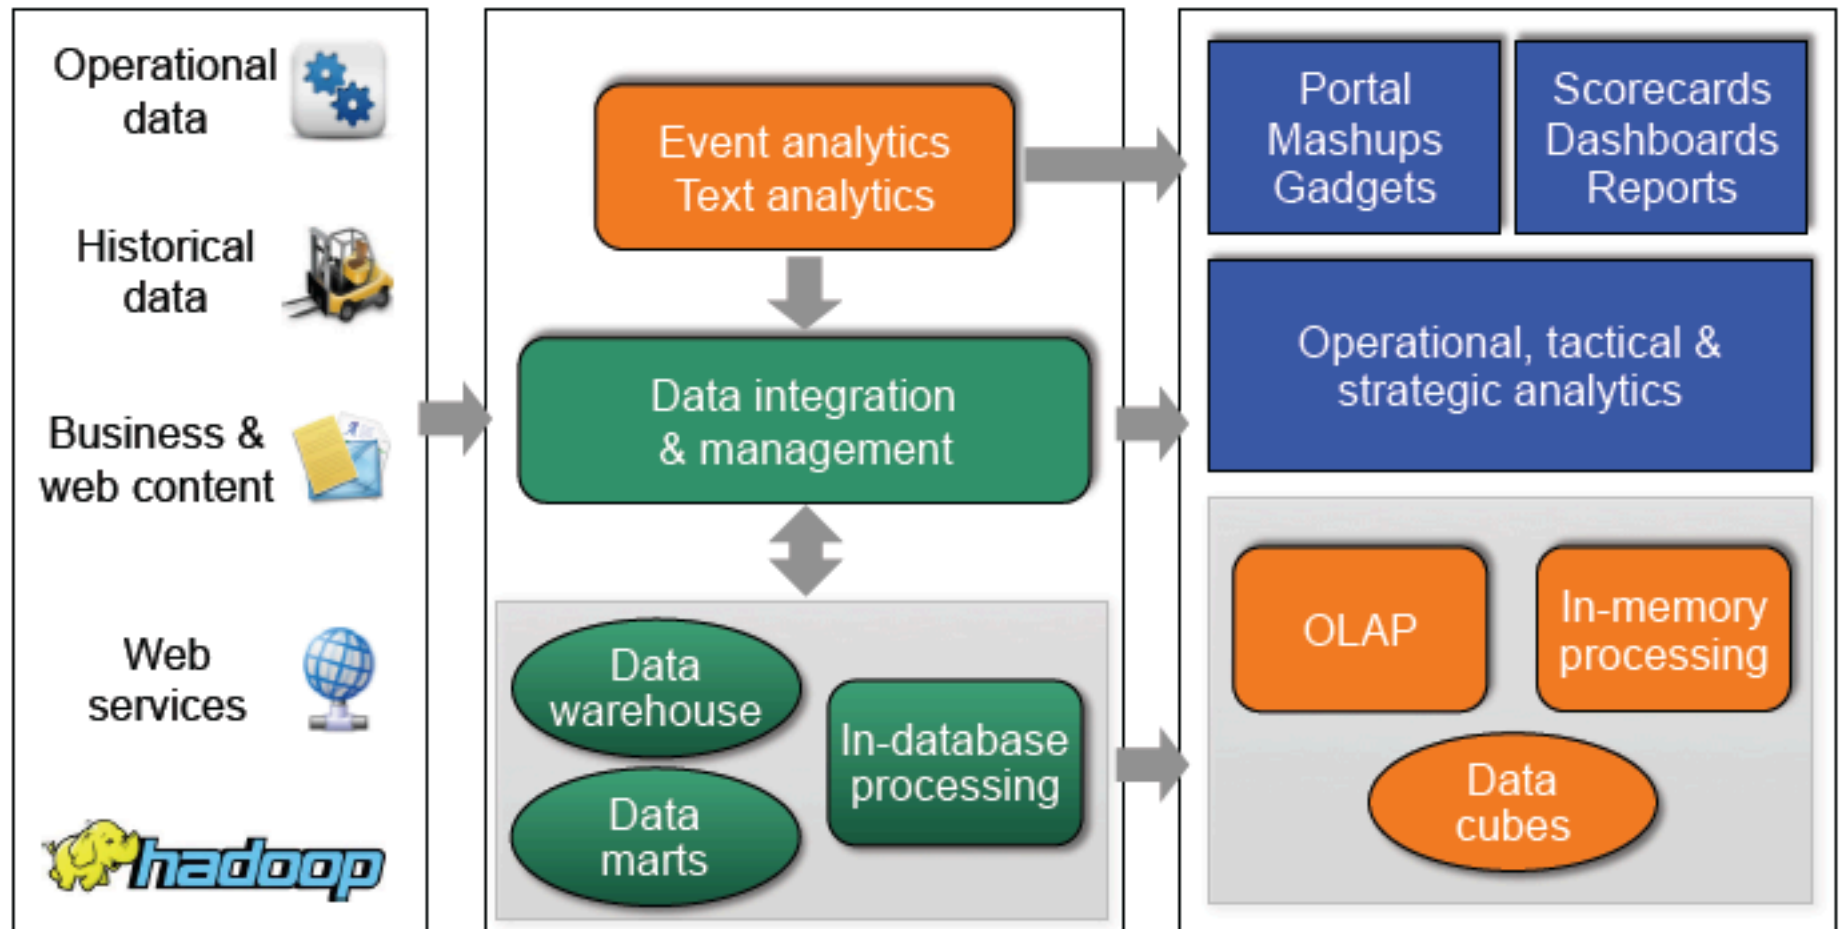 Operational
data
Historical
data
Business &
web content
Web
services
hadoop
Event analytics
Text analytics
Data integration
& management
Data
warehouse
Data
marts
In-database
processing
Portal
Mashups
Gadgets
Scorecards
Dashboards
Reports
Operational, tactical &
strategic analytics
OLAP
In-memory
processing
Data
cubes